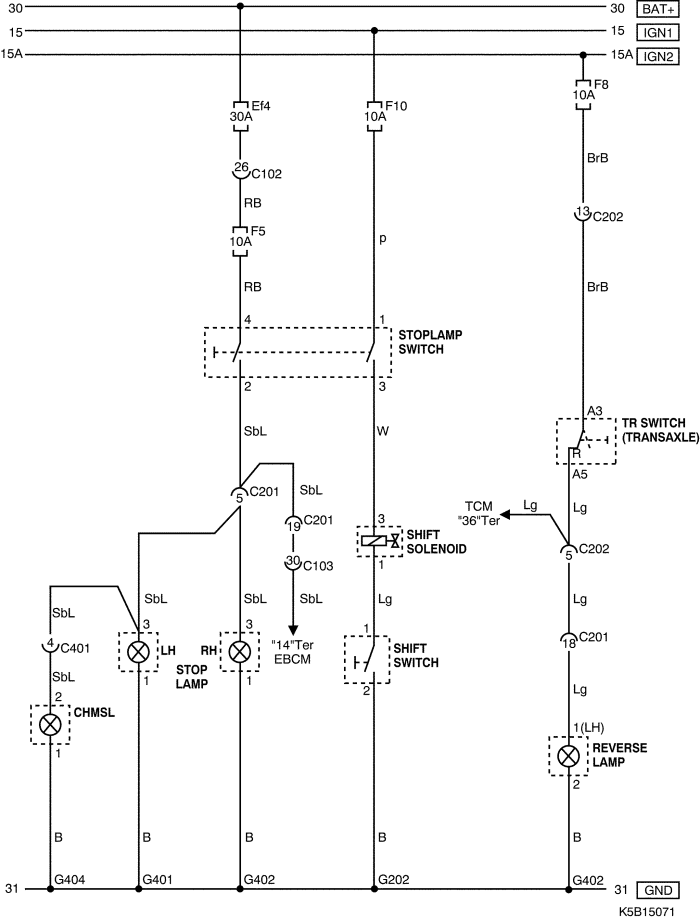 30 30 BAT+
15 15 IGN1
15A 15A IGN2
Ef4 F10 F8
30A 10A 10A
26 C102
BrB
RB
13 C202
F5
10A
p
RB
BrB
4 1
STOPLAMP
SWITCH
2 3
A3
TR SWITCH
(TRANSAXLE)
R
SbL W
A5
5 C201
SbL
TCM
"36"Ter
Lg
Lg
19 C201
3
SHIFT
SOLENOID
5 C202
30 C103
1
SbL SbL SbL SbL
Lg
Lg
3 3
1
18 C201
4 C401
LH
RH
STOP
LAMP
"14"Ter
EBCM
SHIFT
SWITCH
SbL
1 1
2
Lg
2
CHMSL
1
1(LH)
REVERSE
LAMP
2
B B B B B
31 G404 G401 G402 G202 G402 31 GND
K5B15071